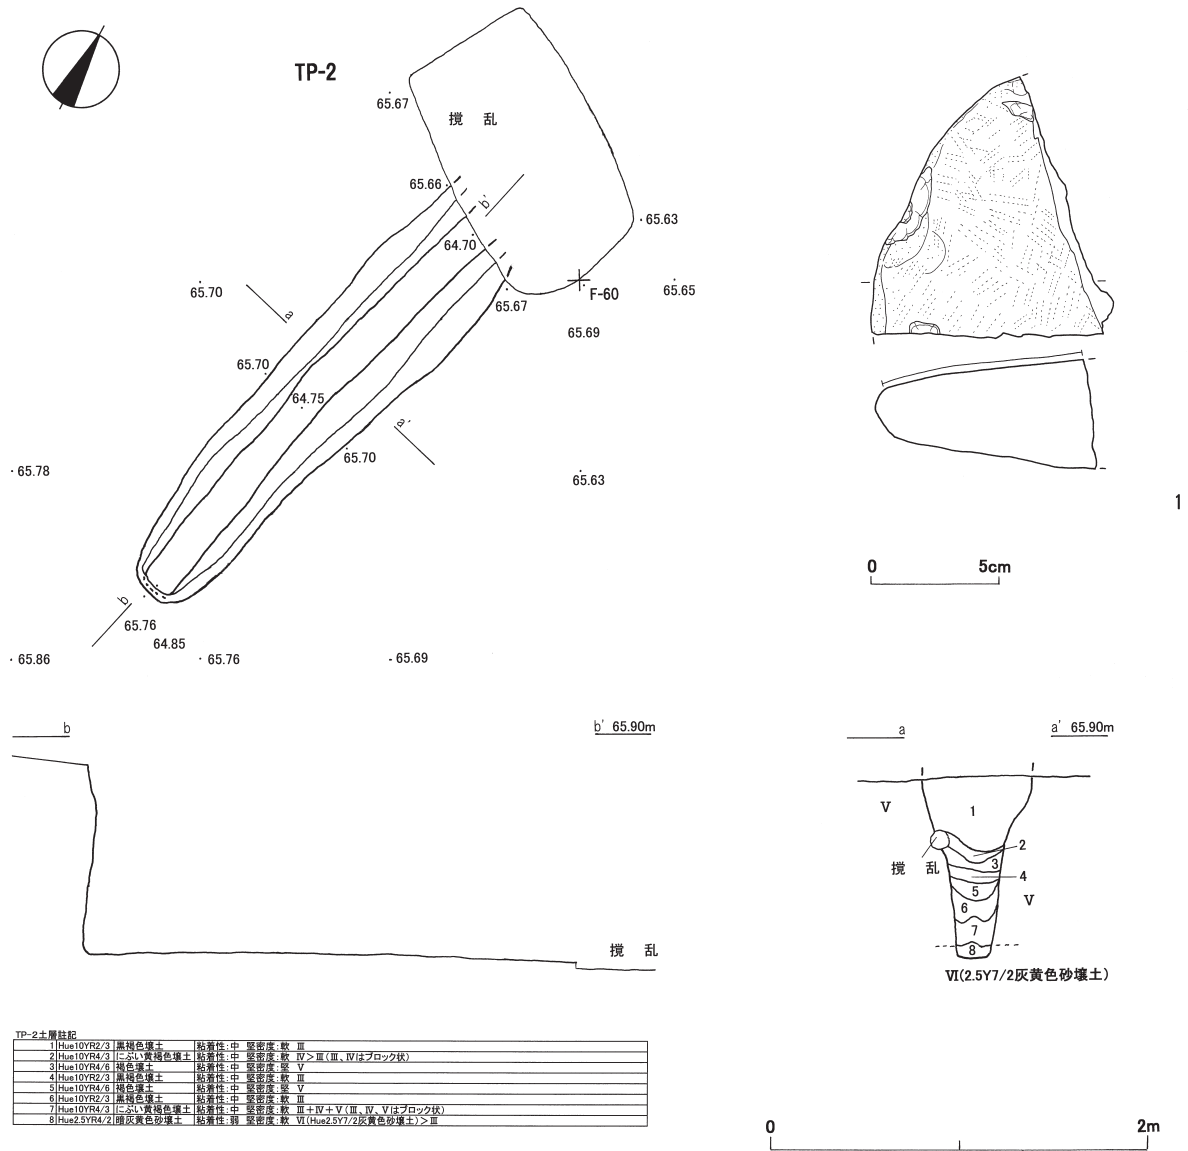 TP-2
65.67
撹 乱
65.66
b'
65.63
64.70
65.70
a
65.67
F-60
65.65
65.69
65.70
64.75
a'
65.78
65.70
65.63
b
65.76
64.85
65.86
65.76
65.69
1
0 5cm
b
b' 65.90m
撹 乱
a
a' 65.90m
V
1
2
撹 乱
3
4
5
V
6
7
8
Ⅵ(2.5Y7/2灰黄色砂壌土)
TP-2土層註記
1 Hue10YR2/3 黒褐色壌土 粘着性:中 堅密度:軟 Ⅲ
2 Hue10YR4/3 にぶい黄褐色壌土 粘着性:中 堅密度:軟 Ⅳ>Ⅲ(Ⅲ、Ⅳはブロック状)
3 Hue10YR4/6 褐色壌土 粘着性:中 堅密度:堅 Ⅴ
4 Hue10YR2/3 黒褐色壌土 粘着性:中 堅密度:軟 Ⅲ
5 Hue10YR4/6 褐色壌土 粘着性:中 堅密度:堅 Ⅴ
6 Hue10YR2/3 黒褐色壌土 粘着性:中 堅密度:軟 Ⅲ
7 Hue10YR4/3 にぶい黄褐色壌土 粘着性:中 堅密度:軟 Ⅲ+Ⅳ+Ⅴ(Ⅲ、Ⅳ、Ⅴはブロック状)
8 Hue2.5YR4/2 暗灰黄色砂壌土 粘着性:弱 堅密度:軟 Ⅵ(Hue2.5Y7/2灰黄色砂壌土)>Ⅲ
0 2m